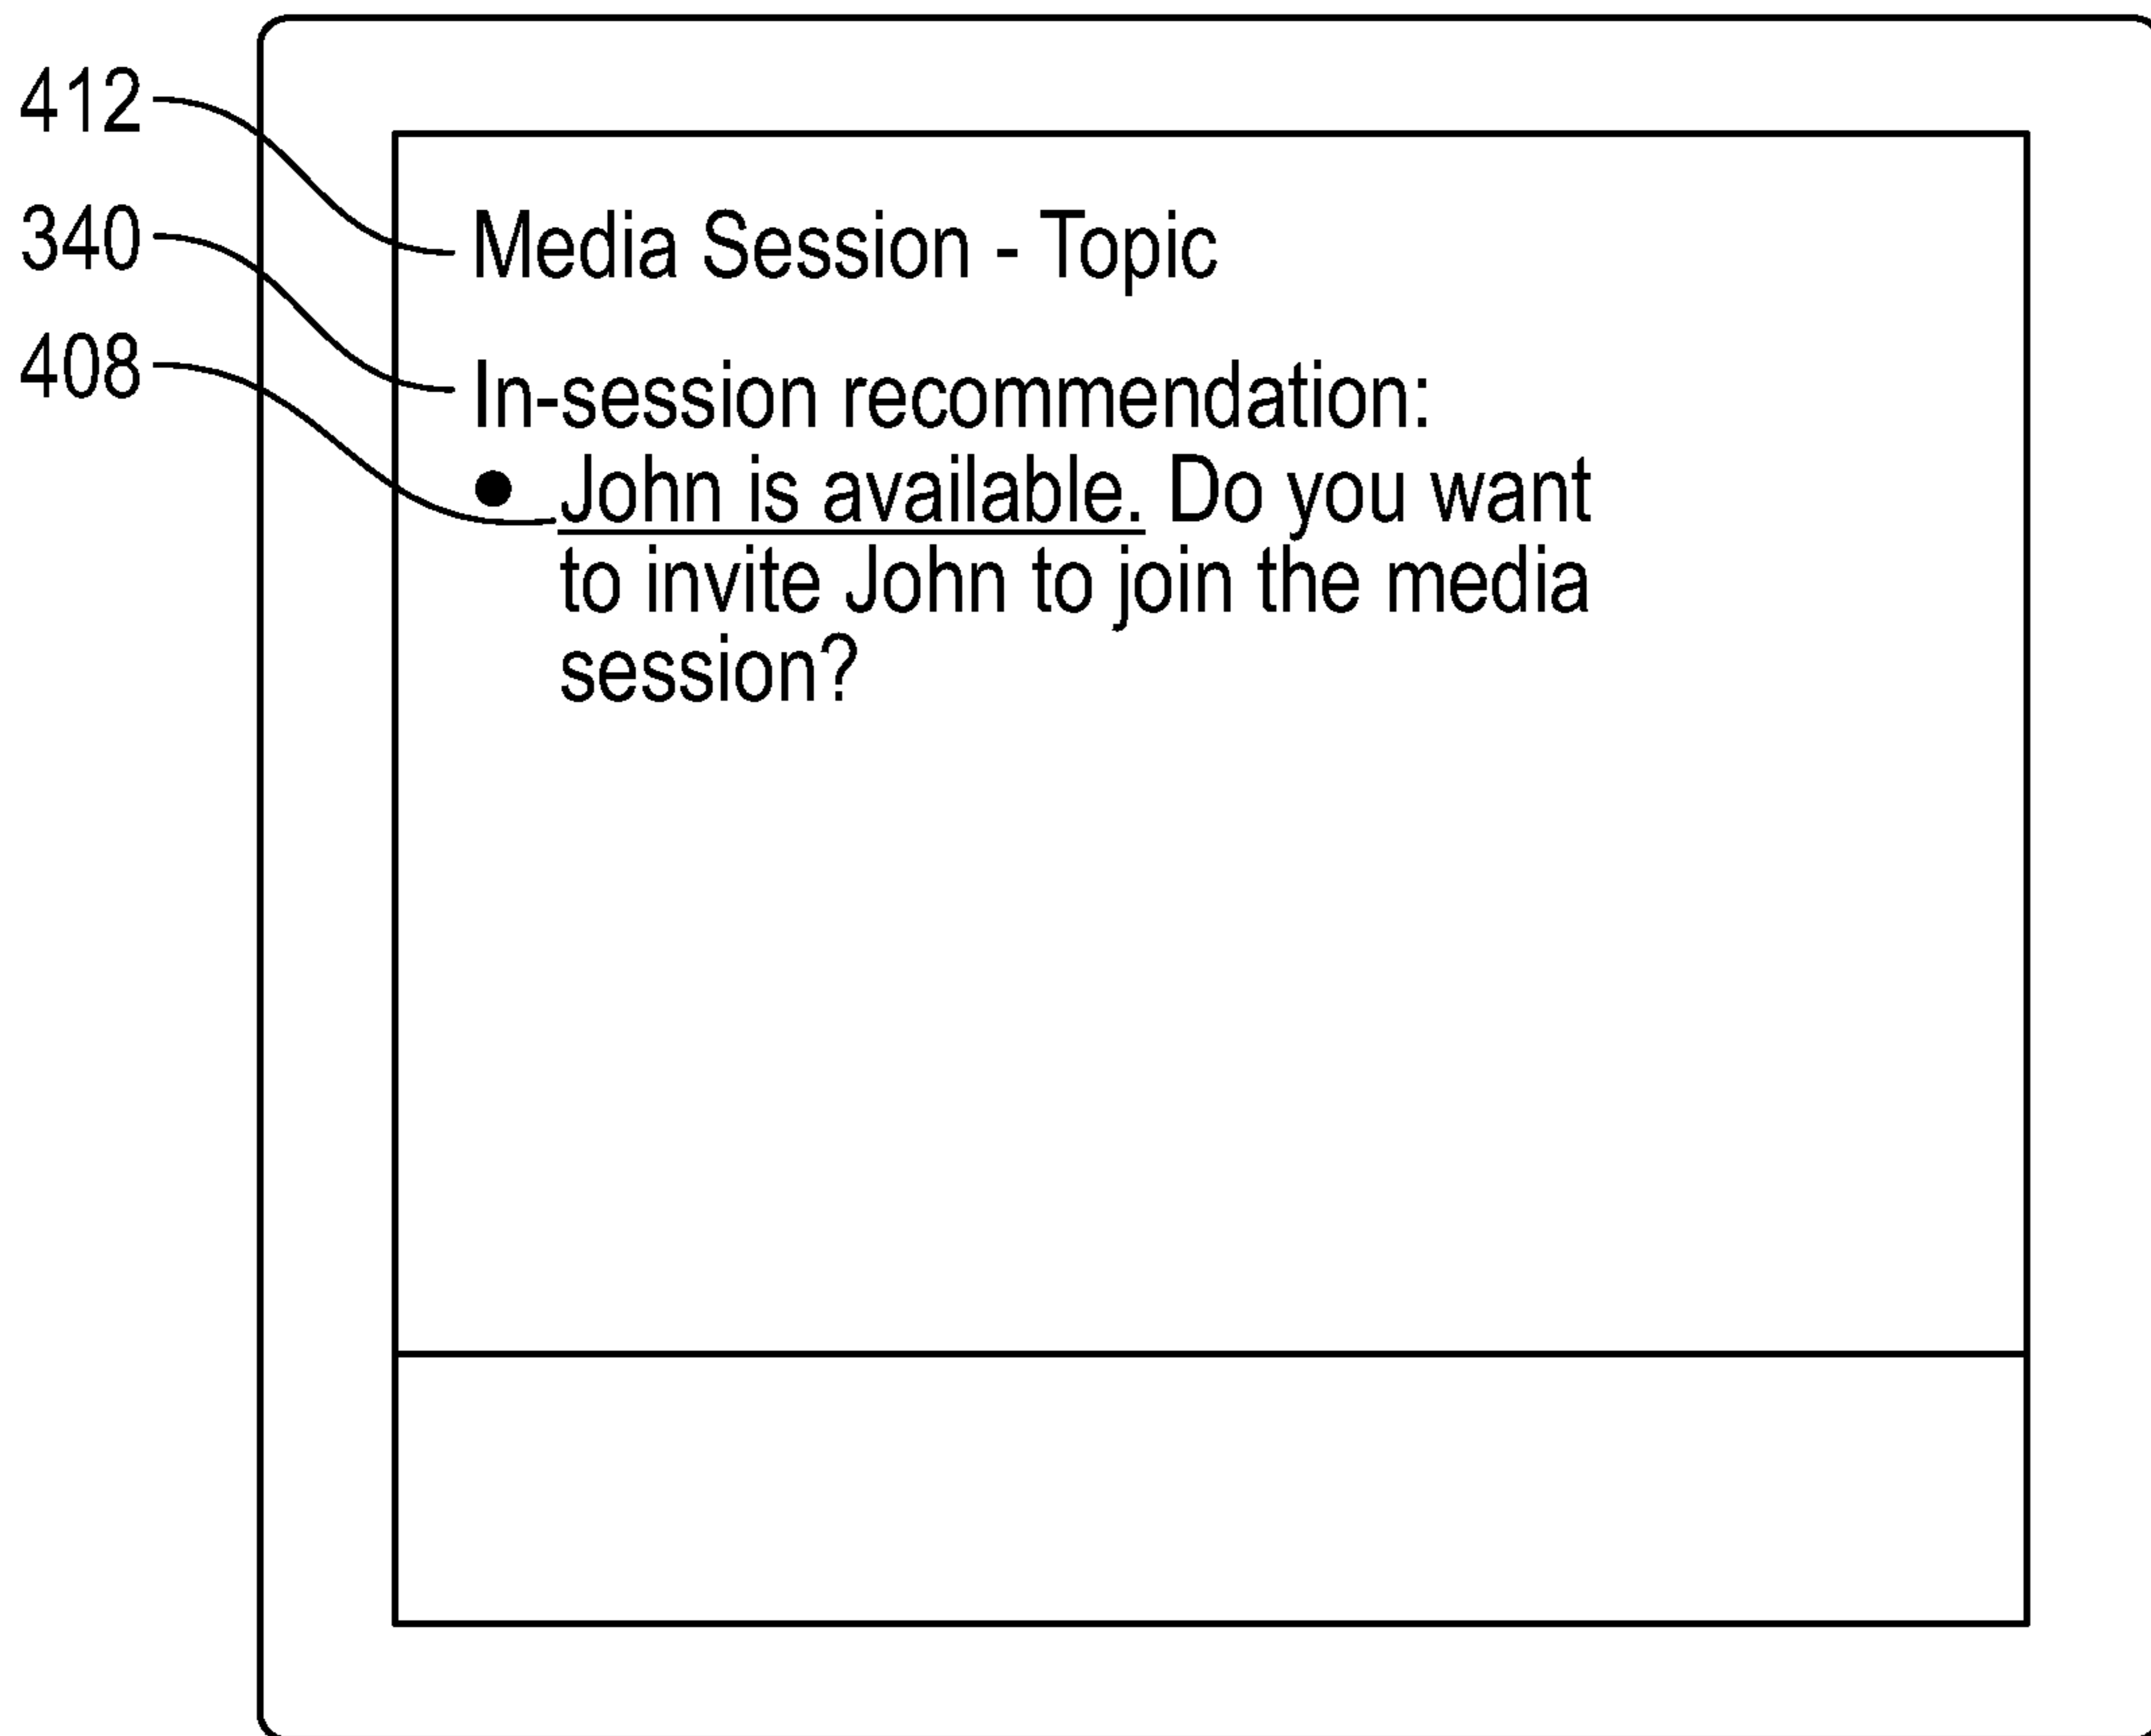 412
Media Session - Topic
340
In-session recommendation:
408
● John is available. Do you want
to invite John to join the media
session?